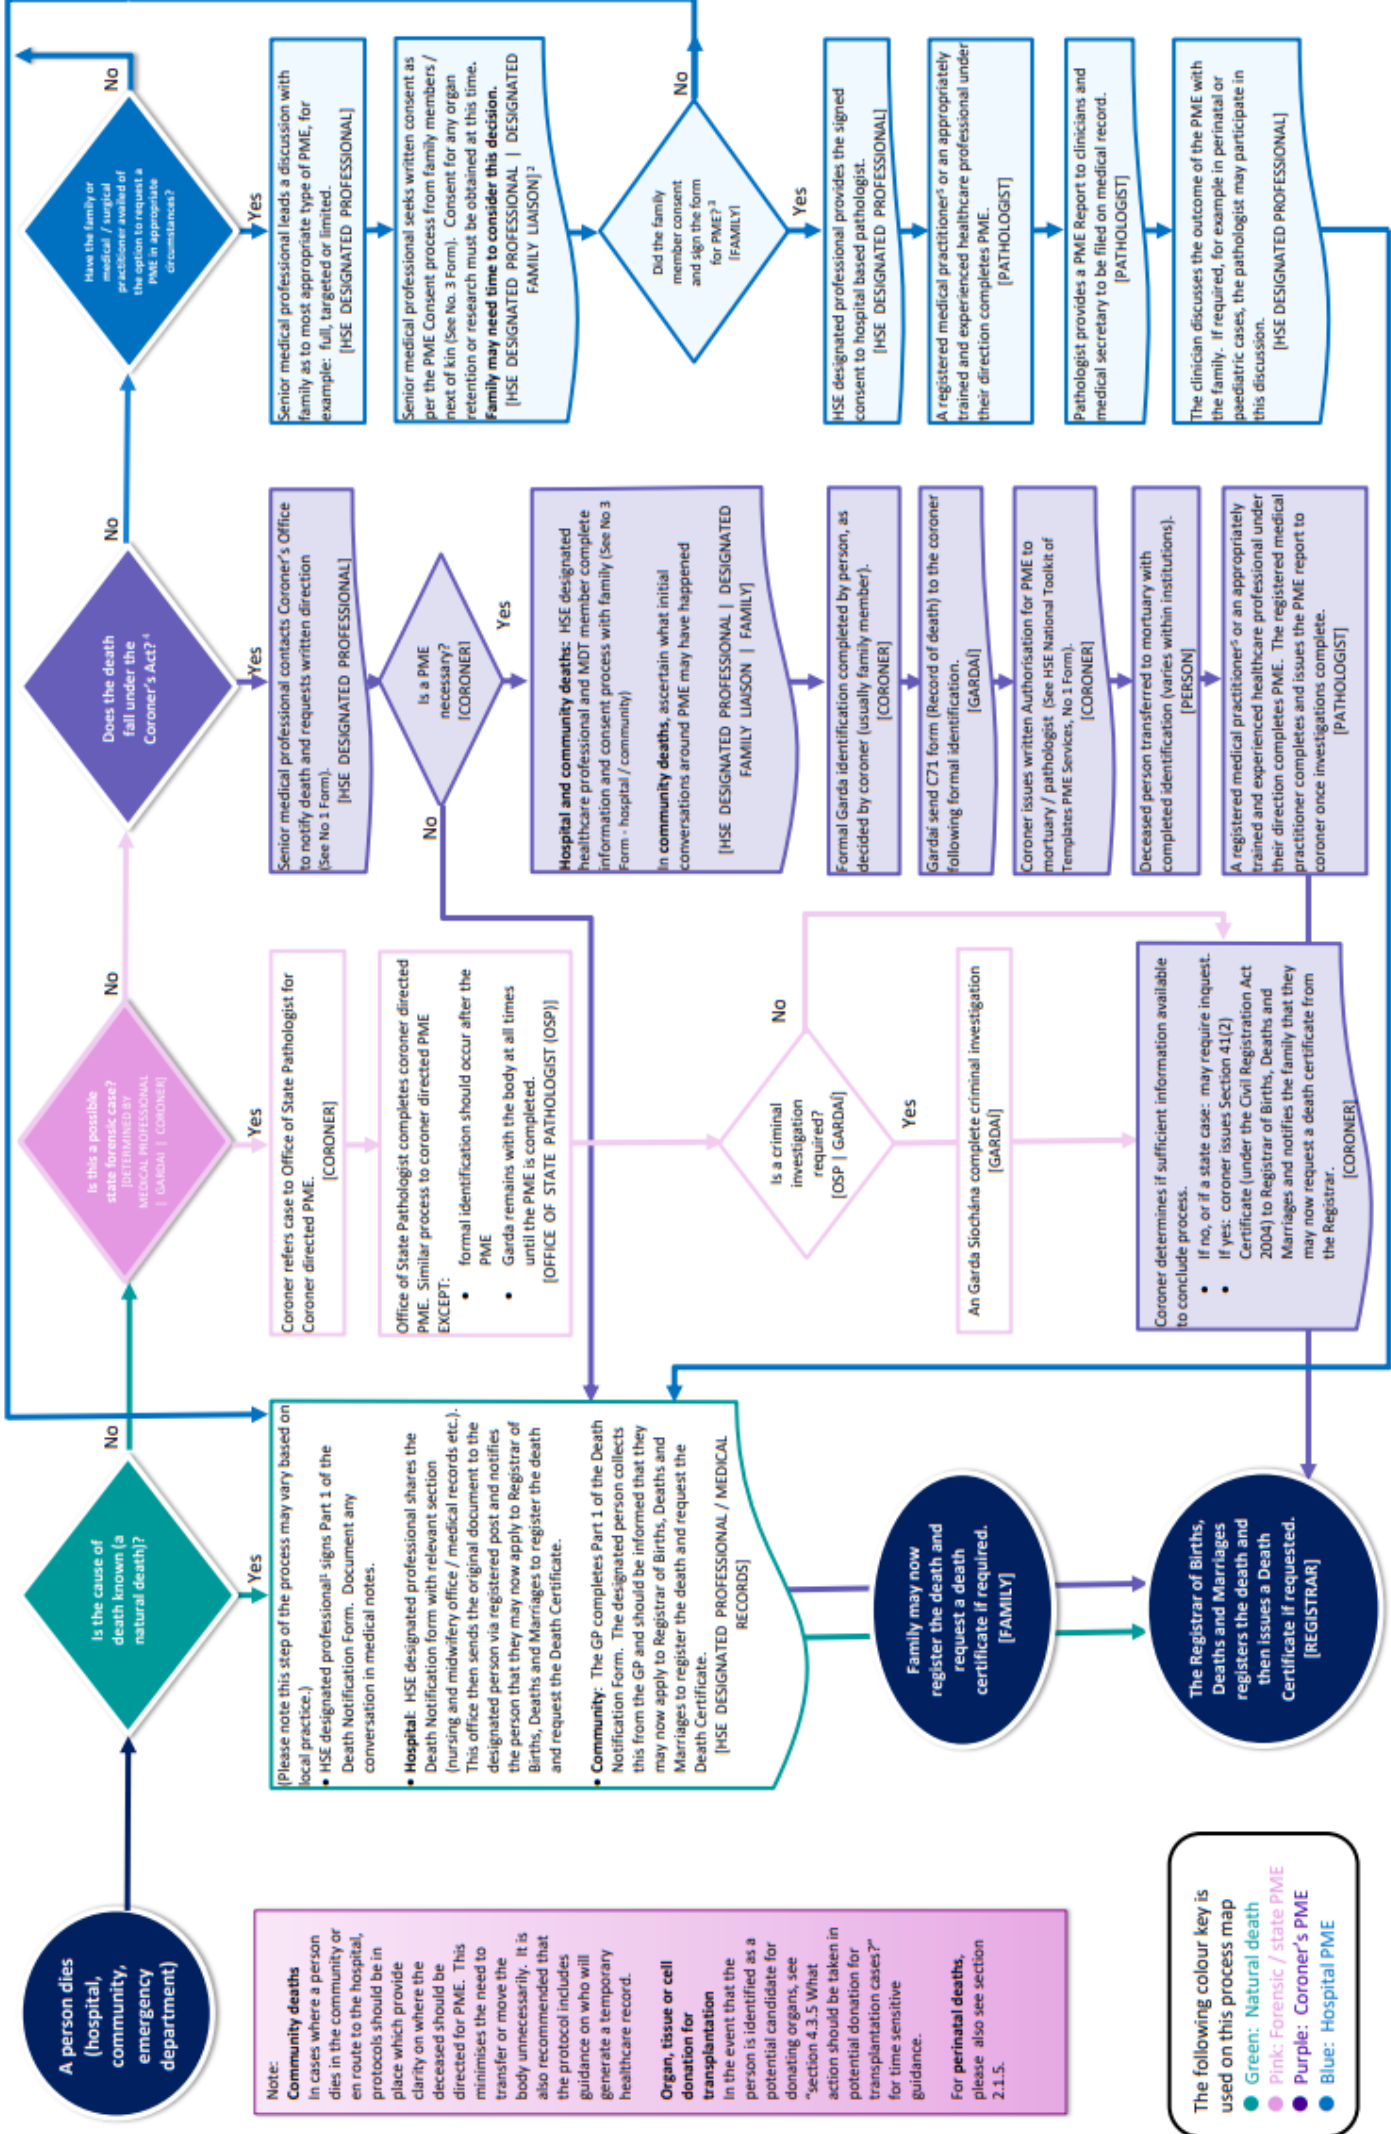 A person dies
(hospital,
community,
emergency
department)
Is the cause of
death known (a
natural death)?
No
Yes
Is this a possible
state forensic case?
[DETERMINED BY
MEDICAL PROFESSIONAL
| GARDAI | CORONER]
No
Yes
Does the death
fall under the
Coroner's Act? ⁴
No
Yes
Have the family or
medical / surgical
practitioner availed of
the option to request a
PME in appropriate
circumstances?
No
Yes
Note:
Community deaths
In cases where a person
dies in the community or
en route to the hospital,
protocols should be in
place which provide
clarity on where the
deceased should be
directed for PME. This
minimises the need to
transfer or move the
body unnecessarily. It is
also recommended that
the protocol includes
guidance on who will
generate a temporary
healthcare record.
Organ, tissue or cell
donation for
transplantation
In the event that the
person is identified as a
potential candidate for
donating organs, see
"section 4.3.5 What
action should be taken in
potential donation for
transplantation cases?"
for time sensitive
guidance.
For perinatal deaths,
please also see section
2.1.5.
(Please note this step of the process may vary based on
local practice.)
• HSE designated professional¹ signs Part 1 of the
Death Notification Form. Document any
conversation in medical notes.
• Hospital: HSE designated professional shares the
Death Notification form with relevant section
(nursing and midwifery office / medical records etc.).
This office then sends the original document to the
designated person via registered post and notifies
the person that they may now apply to Registrar of
Births, Deaths and Marriages to register the death
and request the Death Certificate.
• Community: The GP completes Part 1 of the Death
Notification Form. The designated person collects
this from the GP and should be informed that they
may now apply to Registrar of Births, Deaths and
Marriages to register the death and request the
Death Certificate.
[HSE DESIGNATED PROFESSIONAL / MEDICAL
RECORDS]
Family may now
register the death and
request a death
certificate if required.
[FAMILY]
The Registrar of Births,
Deaths and Marriages
registers the death and
then issues a Death
Certificate if requested.
[REGISTRAR]
Coroner refers case to Office of State Pathologist for
Coroner directed PME.
[CORONER]
Office of State Pathologist completes coroner directed
PME. Similar process to coroner directed PME
EXCEPT:
• formal identification should occur after the
PME
• Garda remains with the body at all times
until the PME is completed.
[OFFICE OF STATE PATHOLOGIST (OSP)]
Is a criminal
investigation
required?
[OSP | GARDAÍ]
No
Yes
An Garda Síochána complete criminal investigation
[GARDAÍ]
Coroner determines if sufficient information available
to conclude process.
• If no, or if a state case: may require inquest.
• If yes: coroner issues Section 41(2)
Certificate (under the Civil Registration Act
2004) to Registrar of Births, Deaths and
Marriages and notifies the family that they
may now request a death certificate from
the Registrar.
[CORONER]
Senior medical professional contacts Coroner's Office
to notify death and requests written direction
(See No 1 Form).
[HSE DESIGNATED PROFESSIONAL]
Is a PME
necessary?
[CORONER]
No
Yes
Hospital and community deaths: HSE designated
healthcare professional and MDT member complete
information and consent process with family (See No 3
Form - hospital / community)
In community deaths, ascertain what initial
conversations around PME may have happened
[HSE DESIGNATED PROFESSIONAL | DESIGNATED
FAMILY LIAISON | FAMILY]
Formal Garda identification completed by person, as
decided by coroner (usually family member).
[CORONER]
Gardaí send C71 form (Record of death) to the coroner
following formal identification.
[GARDAÍ]
Coroner issues written Authorisation for PME to
mortuary / pathologist (See HSE National Toolkit of
Templates PME Services, No 1 Form).
[CORONER]
Deceased person transferred to mortuary with
completed identification (varies within institutions).
[PERSON]
A registered medical practitioner⁵ or an appropriately
trained and experienced healthcare professional under
their direction completes PME. The registered medical
practitioner completes and issues the PME report to
coroner once investigations complete.
[PATHOLOGIST]
Senior medical professional leads a discussion with
family as to most appropriate type of PME, for
example: full, targeted or limited.
[HSE DESIGNATED PROFESSIONAL]
Senior medical professional seeks written consent as
per the PME Consent process from family members /
next of kin (See No. 3 Form). Consent for any organ
retention or research must be obtained at this time.
Family may need time to consider this decision.
[HSE DESIGNATED PROFESSIONAL | DESIGNATED
FAMILY LIAISON]²
Did the family
member consent
and sign the form
for PME?³
[FAMILY]
No
Yes
HSE designated professional provides the signed
consent to hospital based pathologist.
[HSE DESIGNATED PROFESSIONAL]
A registered medical practitioner⁵ or an appropriately
trained and experienced healthcare professional under
their direction completes PME.
[PATHOLOGIST]
Pathologist provides a PME Report to clinicians and
medical secretary to be filed on medical record.
[PATHOLOGIST]
The clinician discusses the outcome of the PME with
the family. If required, for example in perinatal or
paediatric cases, the pathologist may participate in
this discussion.
[HSE DESIGNATED PROFESSIONAL]
The following colour key is
used on this process map
Green: Natural death
Pink: Forensic / state PME
Purple: Coroner's PME
Blue: Hospital PME